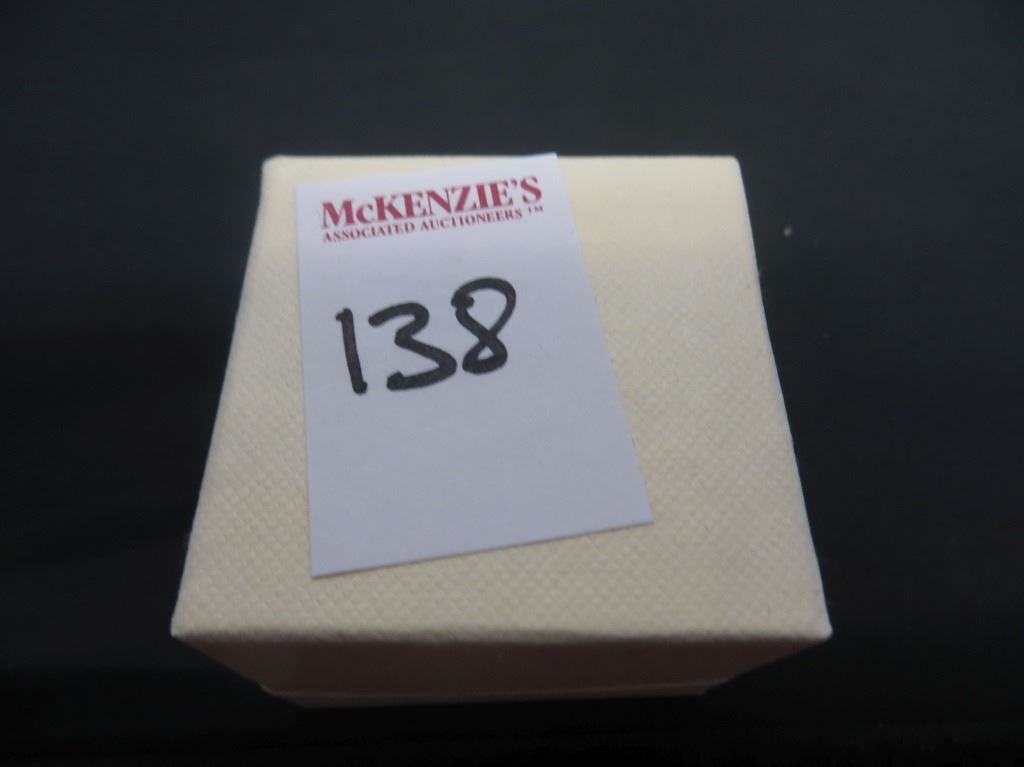 McKENZIE'S
ASSOCIATED AUCTIONEERS ™
138